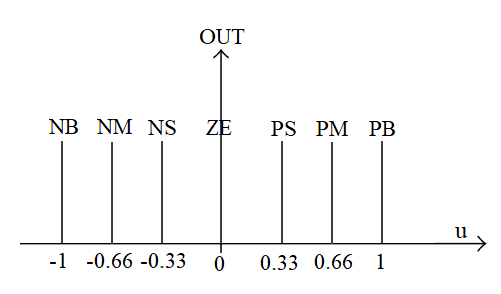 OUT
NB NM NS ZE PS PM PB
u
-1 -0.66 -0.33 0 0.33 0.66 1